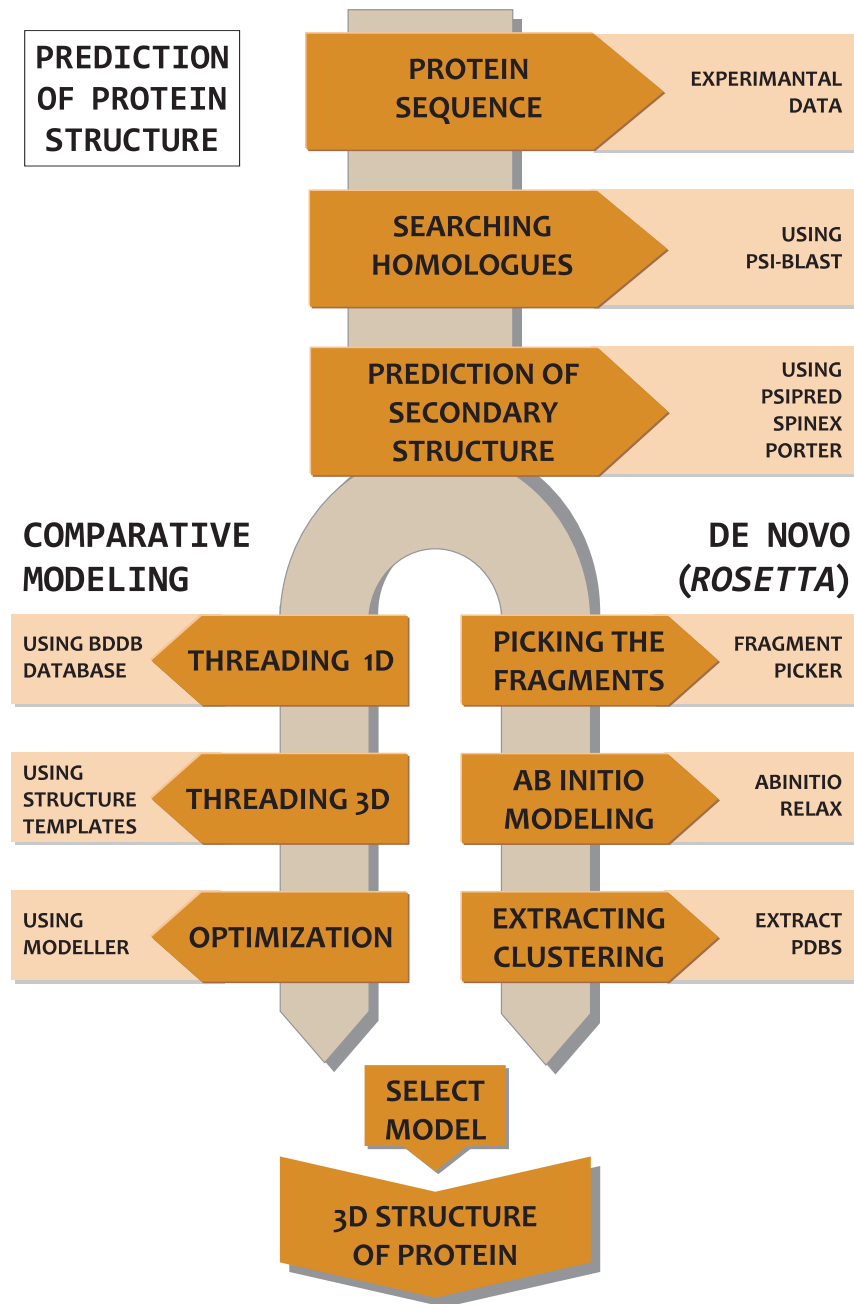 PREDICTION
OF PROTEIN
STRUCTURE
PROTEIN
SEQUENCE
EXPERIMANTAL
DATA
SEARCHING
HOMOLOGUES
USING
PSI-BLAST
PREDICTION OF
SECONDARY
STRUCTURE
USING
PSIPRED
SPINEX
PORTER
COMPARATIVE
MODELING
USING BDDB
DATABASE
THREADING 1D
USING
STRUCTURE
TEMPLATES
THREADING 3D
USING
MODELLER
OPTIMIZATION
DE NOVO
(ROSETTA)
PICKING THE
FRAGMENTS
FRAGMENT
PICKER
AB INITIO
MODELING
ABINITIO
RELAX
EXTRACTING
CLUSTERING
EXTRACT
PDBS
SELECT
MODEL
3D STRUCTURE
OF PROTEIN